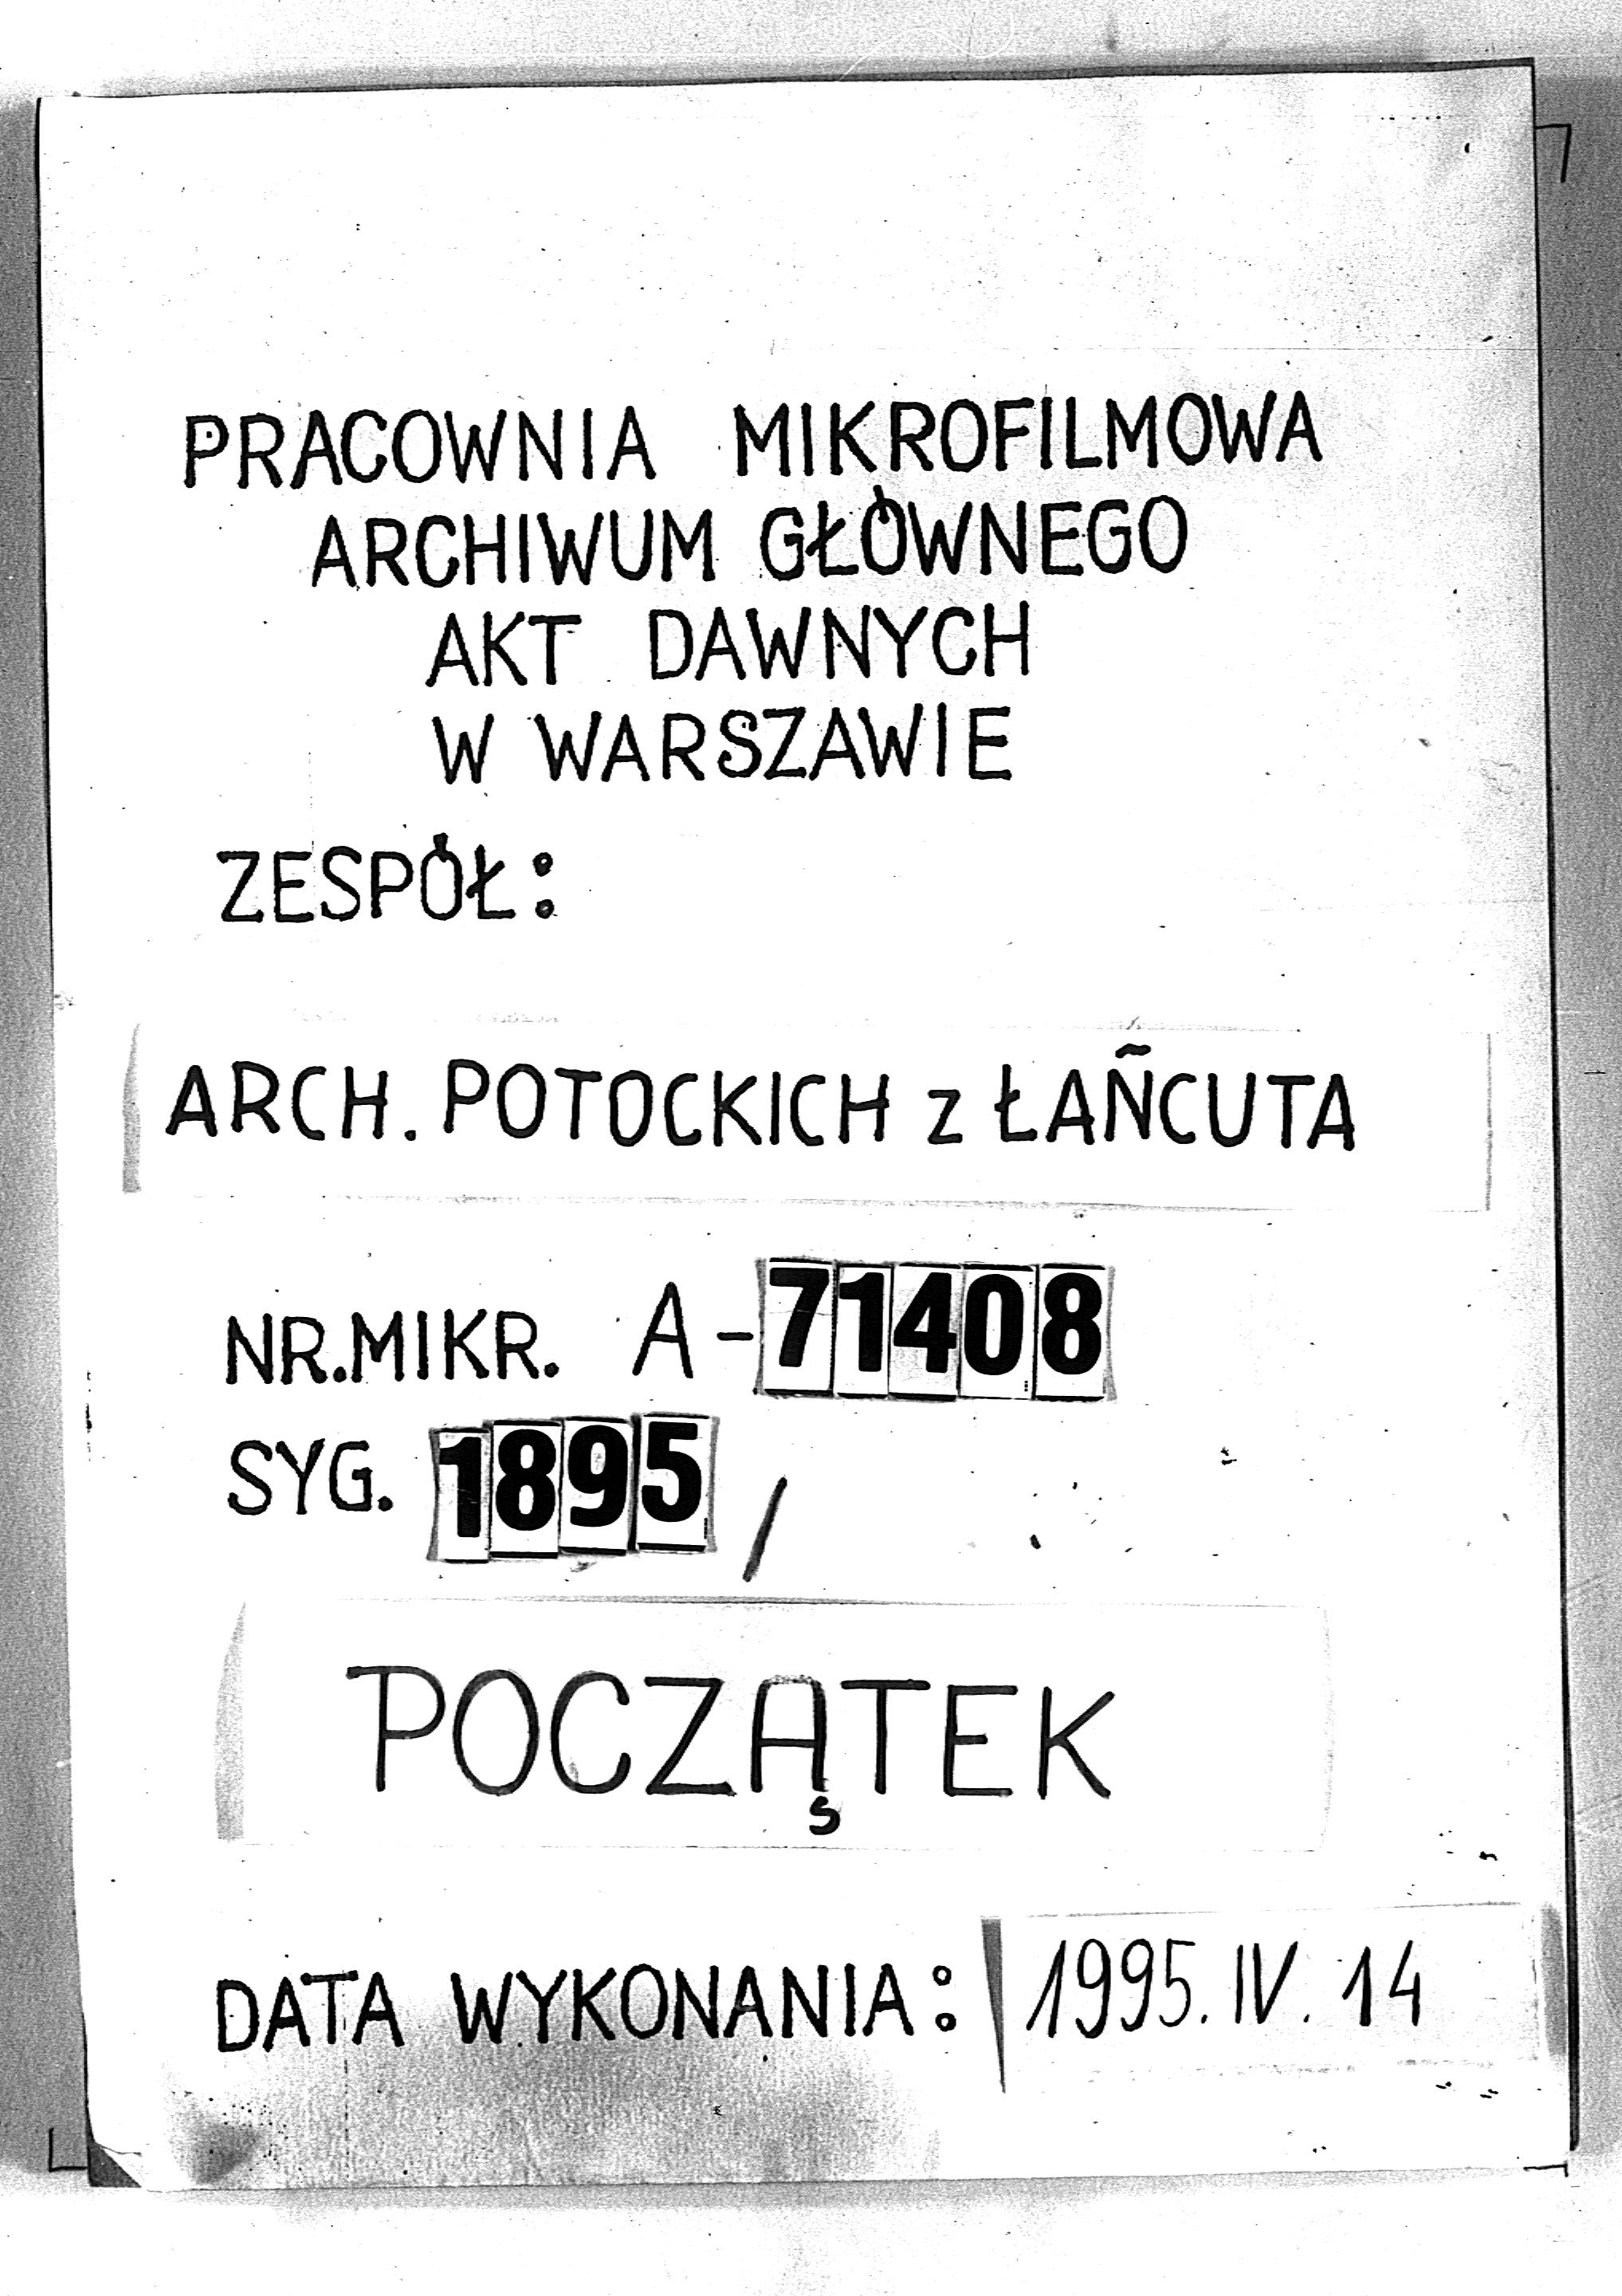 PRACOWNIA MIKROFILMOWA
ARCHIWUM GŁÓWNEGO
AKT DAWNYCH
W WARSZAWIE
ZESPÓŁ:
ARCH. POTOCKICH z ŁAŃCUTA
NR. MIKR. A-71408
SYG. 1895 /
POCZĄTEK
DATA WYKONANIA: 1995. IV. 14